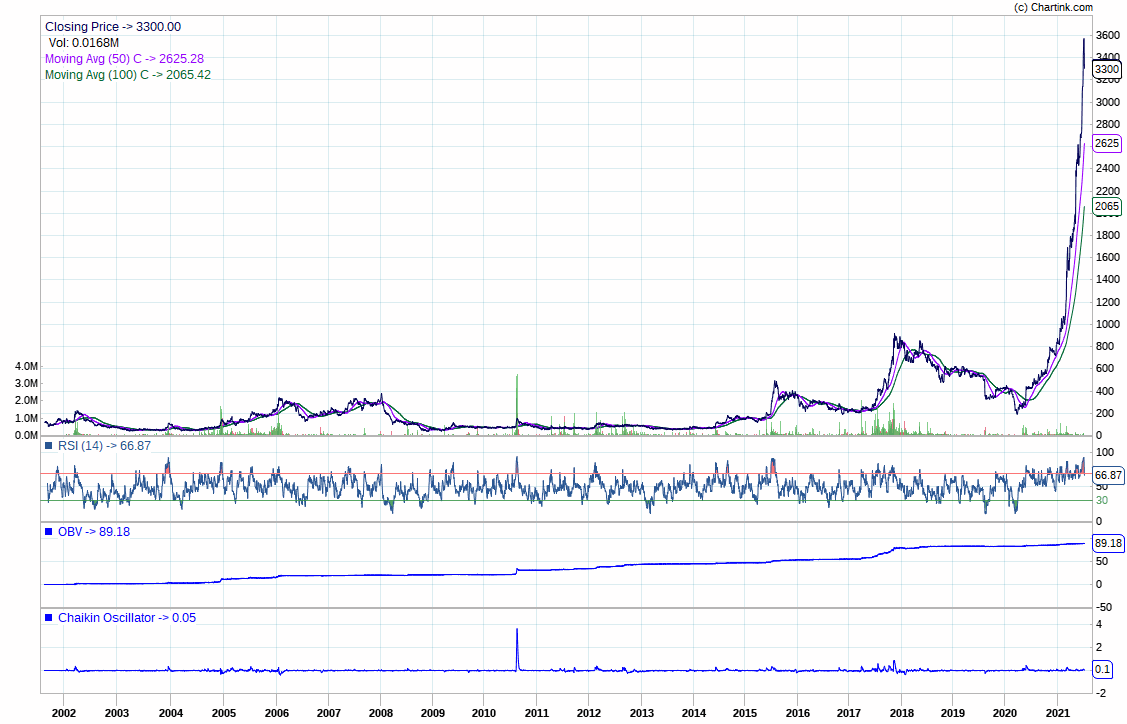 (c) Chartink.com
Closing Price -> 3300.00
Vol: 0.0168M
Moving Avg (50) C -> 2625.28
Moving Avg (100) C -> 2065.42
3600
3400
3300
3200
3000
2800
2625
2400
2200
2065
1800
1600
1400
1200
1000
800
4.0M 600
3.0M 400
2.0M
1.0M 200
0.0M 0
RSI (14) -> 66.87
100
66.87
50
30
0
OBV -> 89.18
89.18
50
0
-50
Chaikin Oscillator -> 0.05
4
2
0.1
-2
2002 2003 2004 2005 2006 2007 2008 2009 2010 2011 2012 2013 2014 2015 2016 2017 2018 2019 2020 2021